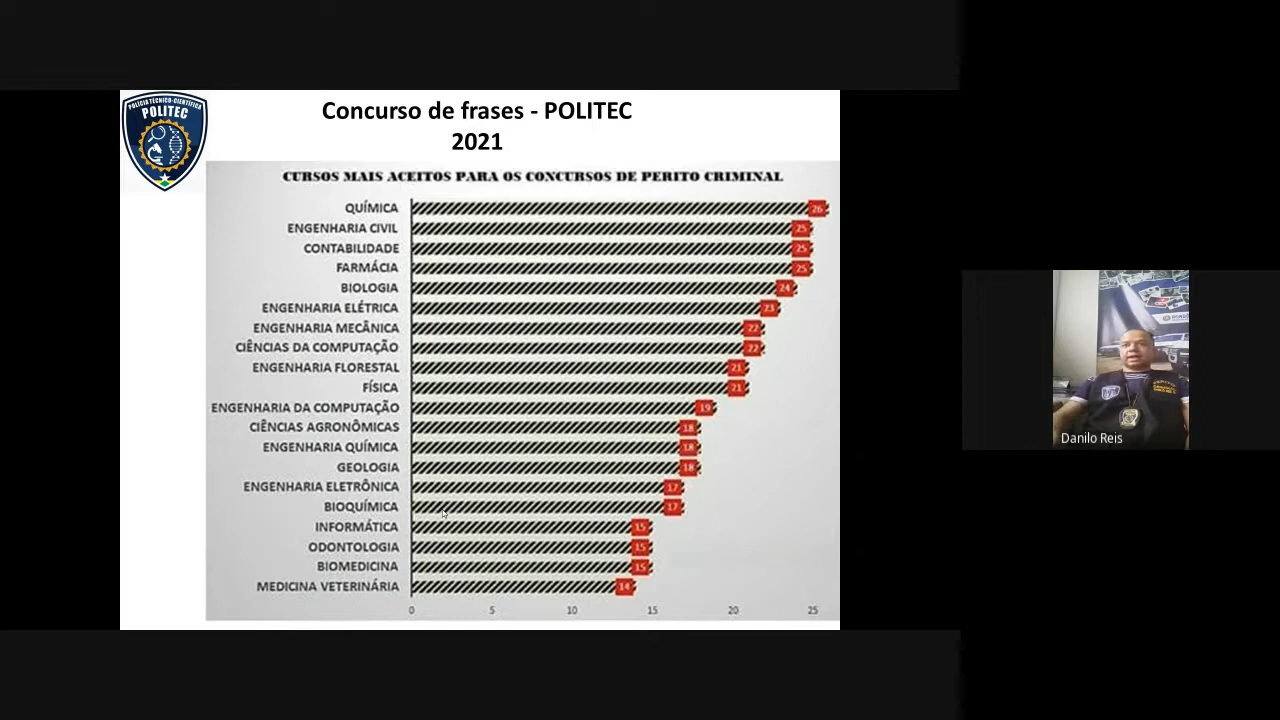 POLÍCIA TÉCNICO-CIENTÍFICA
POLITEC
Concurso de frases - POLITEC
2021
CURSOS MAIS ACEITOS PARA OS CONCURSOS DE PERITO CRIMINAL
QUÍMICA 26
ENGENHARIA CIVIL 25
CONTABILIDADE 25
FARMÁCIA 25
BIOLOGIA 24
ENGENHARIA ELÉTRICA 23
ENGENHARIA MECÂNICA 22
CIÊNCIAS DA COMPUTAÇÃO 22
ENGENHARIA FLORESTAL 21
FÍSICA 21
ENGENHARIA DA COMPUTAÇÃO 19
CIÊNCIAS AGRONÔMICAS 18
ENGENHARIA QUÍMICA 18
GEOLOGIA 18
ENGENHARIA ELETRÔNICA 17
BIOQUÍMICA 17
INFORMÁTICA 15
ODONTOLOGIA 15
BIOMEDICINA 15
MEDICINA VETERINÁRIA 14
0 5 10 15 20 25
Danilo Reis